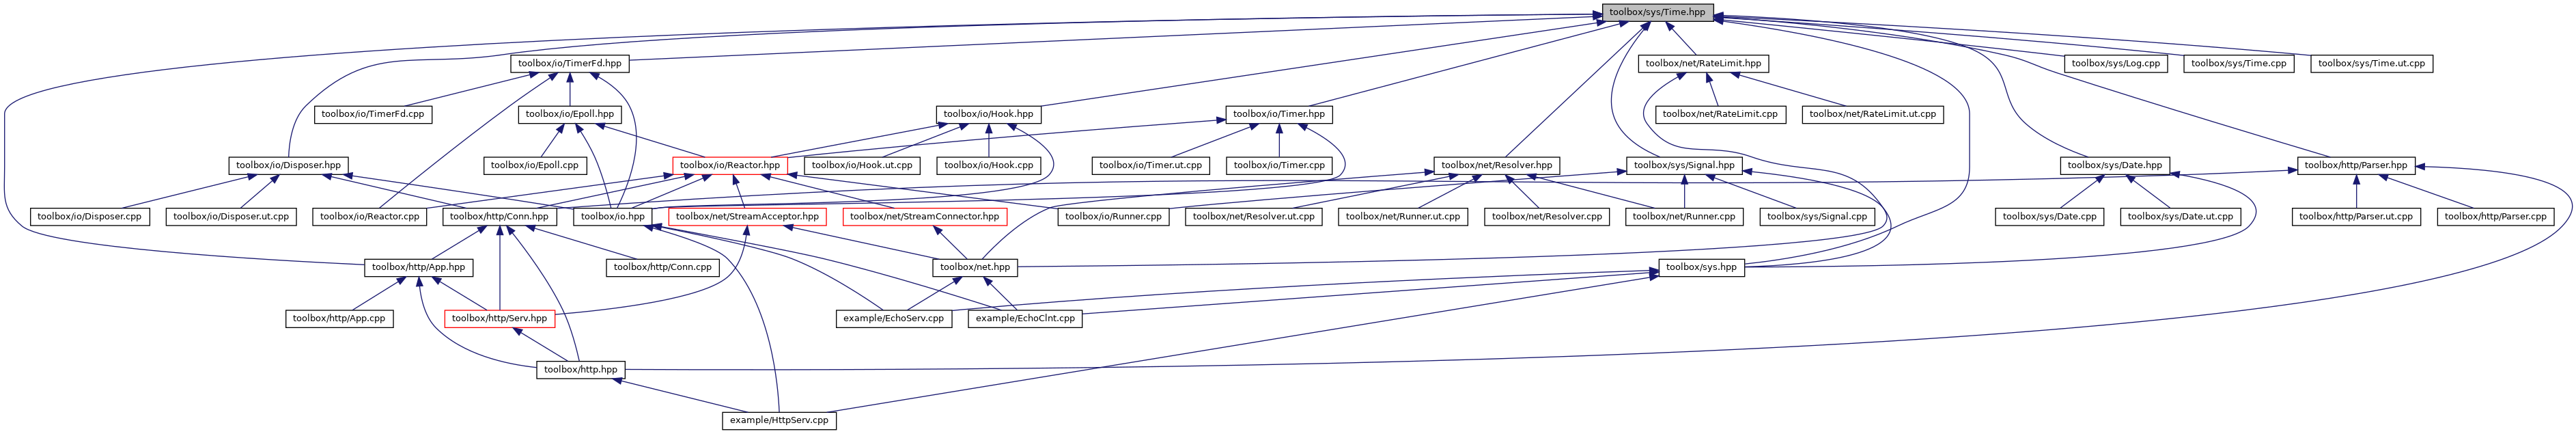 toolbox/sys/Time.hpp
toolbox/io/TimerFd.hpp
toolbox/net/RateLimit.hpp
toolbox/sys/Log.cpp
toolbox/sys/Time.cpp
toolbox/sys/Time.ut.cpp
toolbox/io/TimerFd.cpp
toolbox/io/Epoll.hpp
toolbox/io/Hook.hpp
toolbox/io/Timer.hpp
toolbox/net/RateLimit.cpp
toolbox/net/RateLimit.ut.cpp
toolbox/io/Disposer.hpp
toolbox/io/Epoll.cpp
toolbox/io/Reactor.hpp
toolbox/io/Hook.ut.cpp
toolbox/io/Hook.cpp
toolbox/io/Timer.ut.cpp
toolbox/io/Timer.cpp
toolbox/net/Resolver.hpp
toolbox/sys/Signal.hpp
toolbox/sys/Date.hpp
toolbox/http/Parser.hpp
toolbox/io/Disposer.cpp
toolbox/io/Disposer.ut.cpp
toolbox/io/Reactor.cpp
toolbox/http/Conn.hpp
toolbox/io.hpp
toolbox/net/StreamAcceptor.hpp
toolbox/net/StreamConnector.hpp
toolbox/io/Runner.cpp
toolbox/net/Resolver.ut.cpp
toolbox/net/Runner.ut.cpp
toolbox/net/Resolver.cpp
toolbox/net/Runner.cpp
toolbox/sys/Signal.cpp
toolbox/sys/Date.cpp
toolbox/sys/Date.ut.cpp
toolbox/http/Parser.ut.cpp
toolbox/http/Parser.cpp
toolbox/http/App.hpp
toolbox/http/Conn.cpp
toolbox/net.hpp
toolbox/sys.hpp
toolbox/http/App.cpp
toolbox/http/Serv.hpp
example/EchoServ.cpp
example/EchoClnt.cpp
toolbox/http.hpp
example/HttpServ.cpp